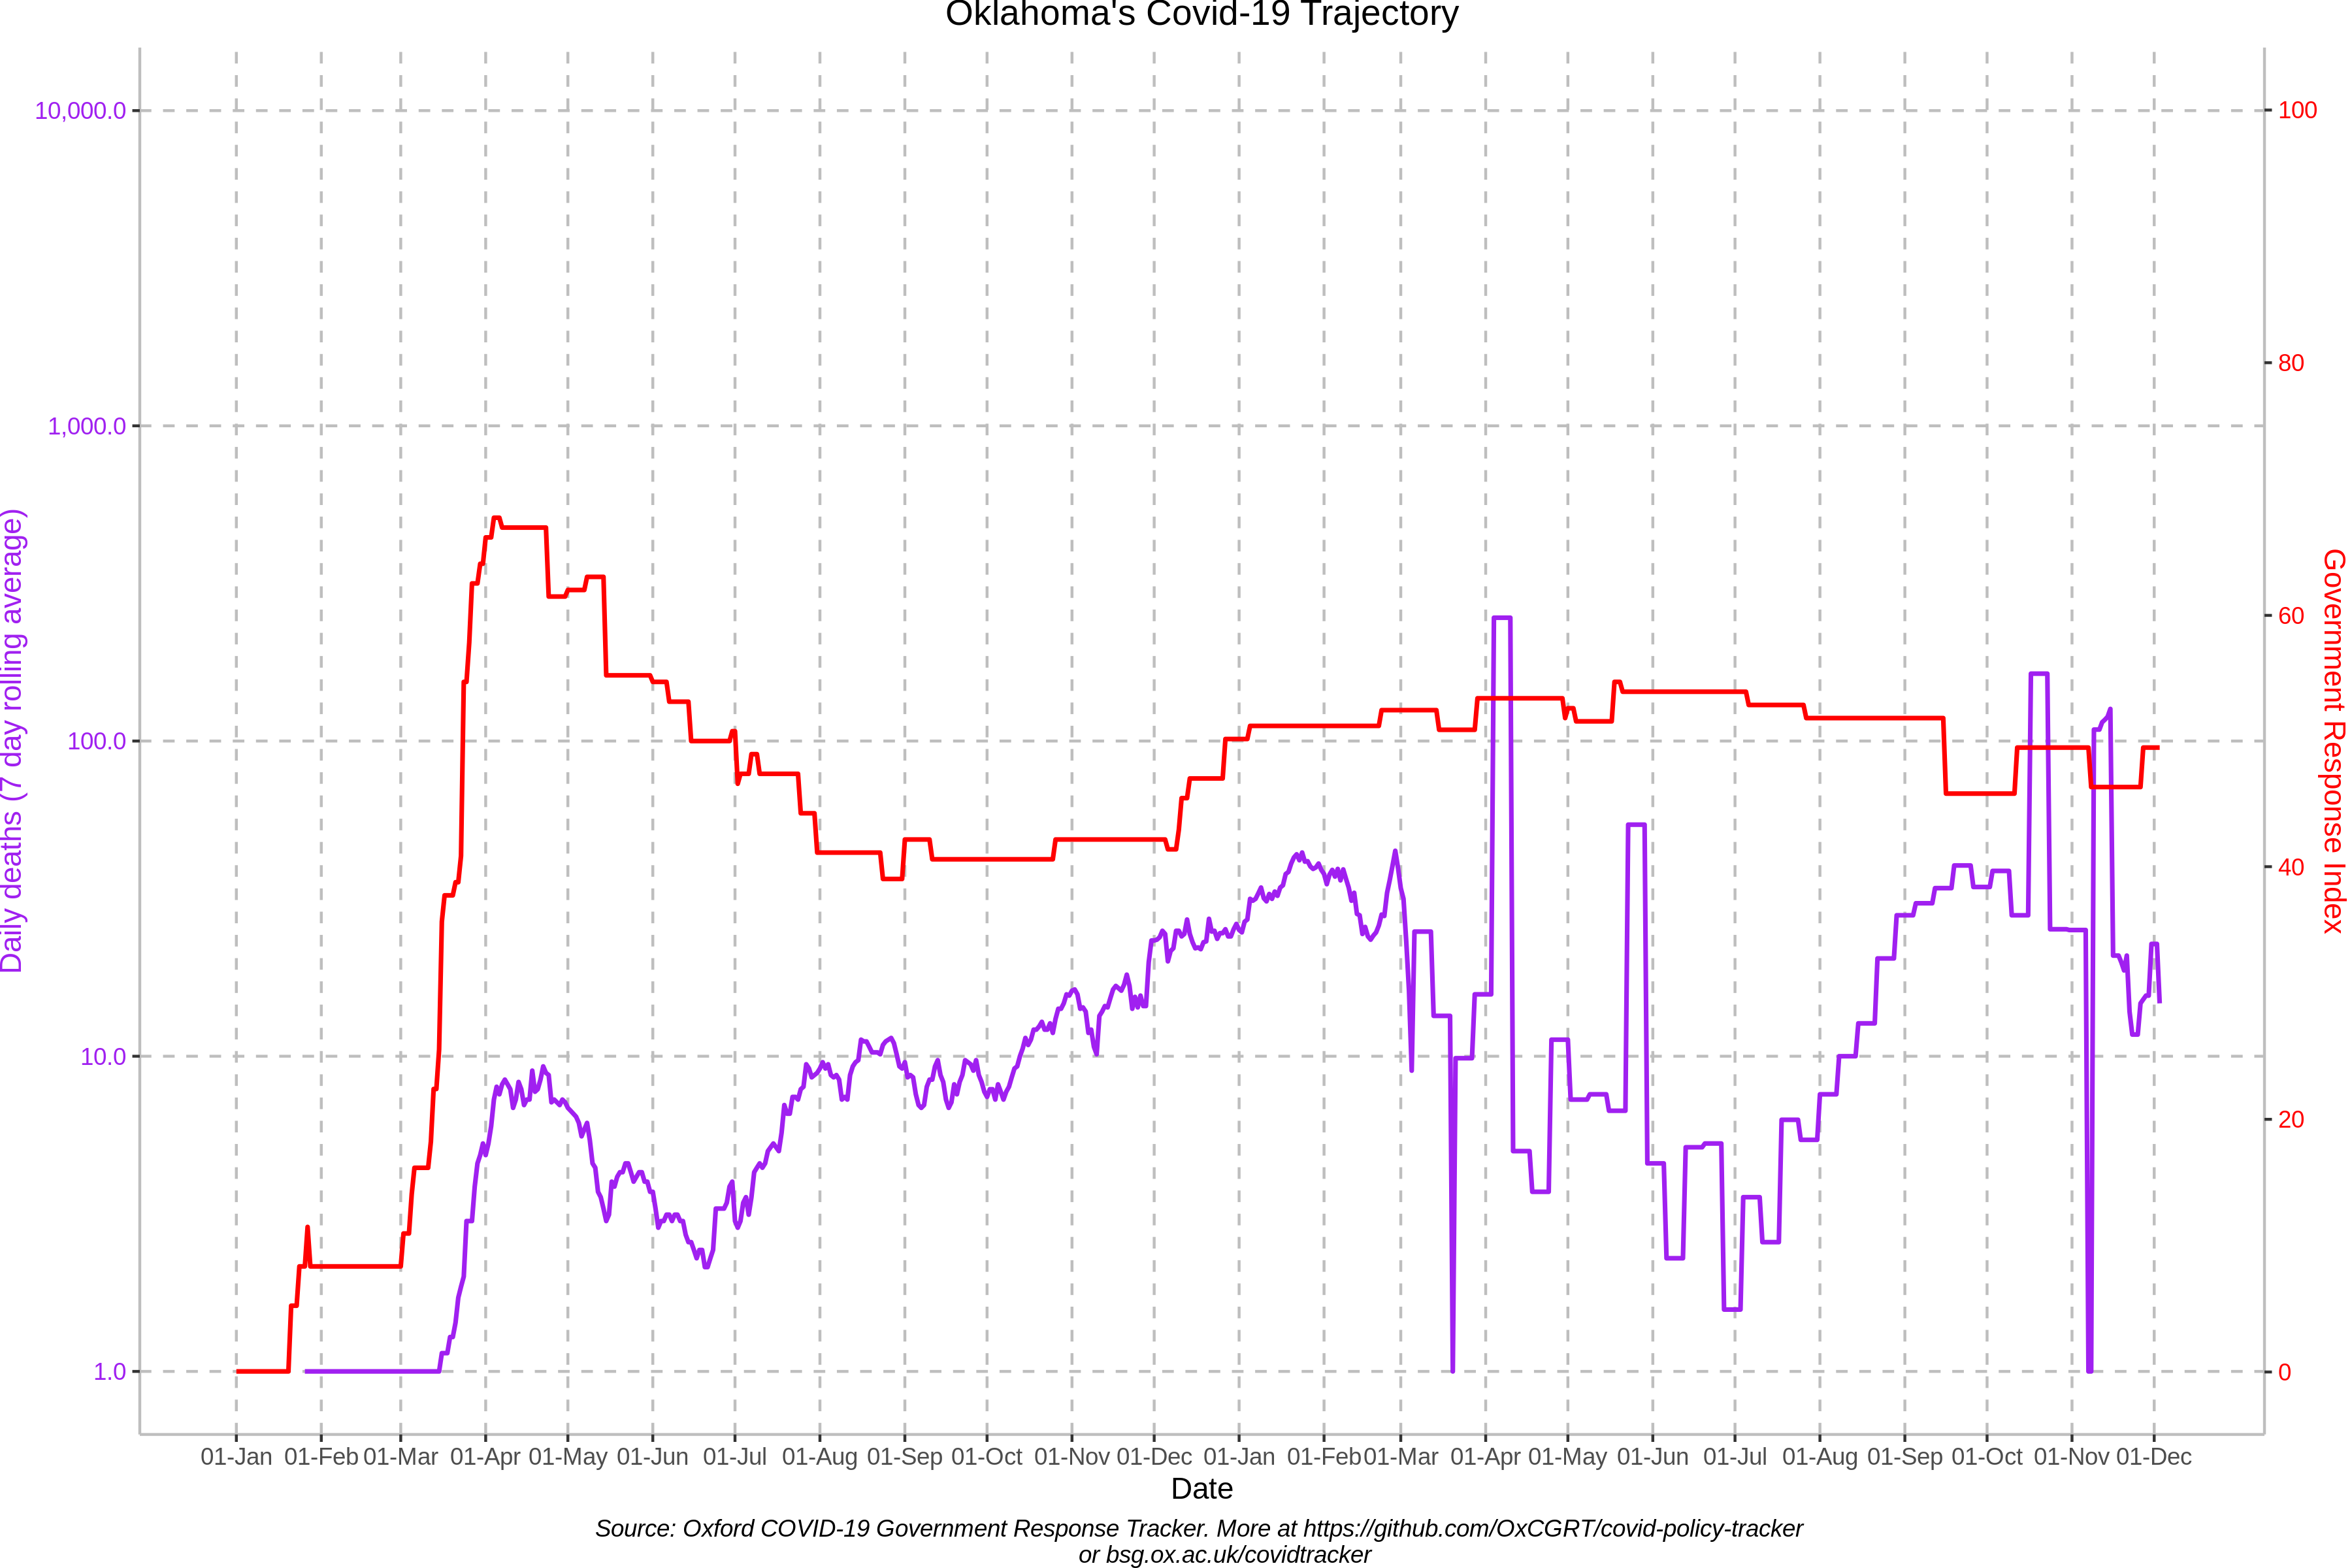 Oklahoma's Covid-19 Trajectory
10,000.0
1,000.0
100.0
10.0
1.0
Daily deaths (7 day rolling average)
100
80
60
40
20
0
Government Response Index
01-Jan 01-Feb 01-Mar 01-Apr 01-May 01-Jun 01-Jul 01-Aug 01-Sep 01-Oct 01-Nov 01-Dec 01-Jan 01-Feb 01-Mar 01-Apr 01-May 01-Jun 01-Jul 01-Aug 01-Sep 01-Oct 01-Nov 01-Dec
Date
Source: Oxford COVID-19 Government Response Tracker. More at https://github.com/OxCGRT/covid-policy-tracker
or bsg.ox.ac.uk/covidtracker